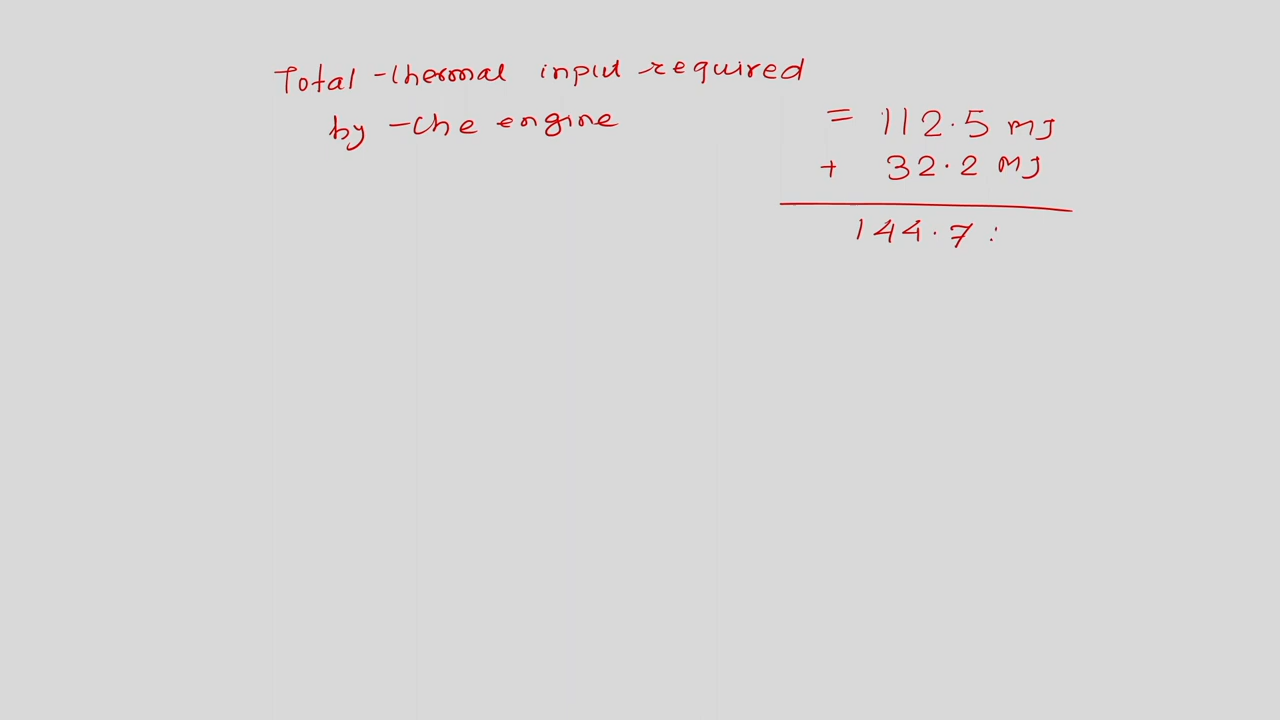 Total thermal input required
by the engine
= 112.5 MJ
+ 32.2 MJ
144.7